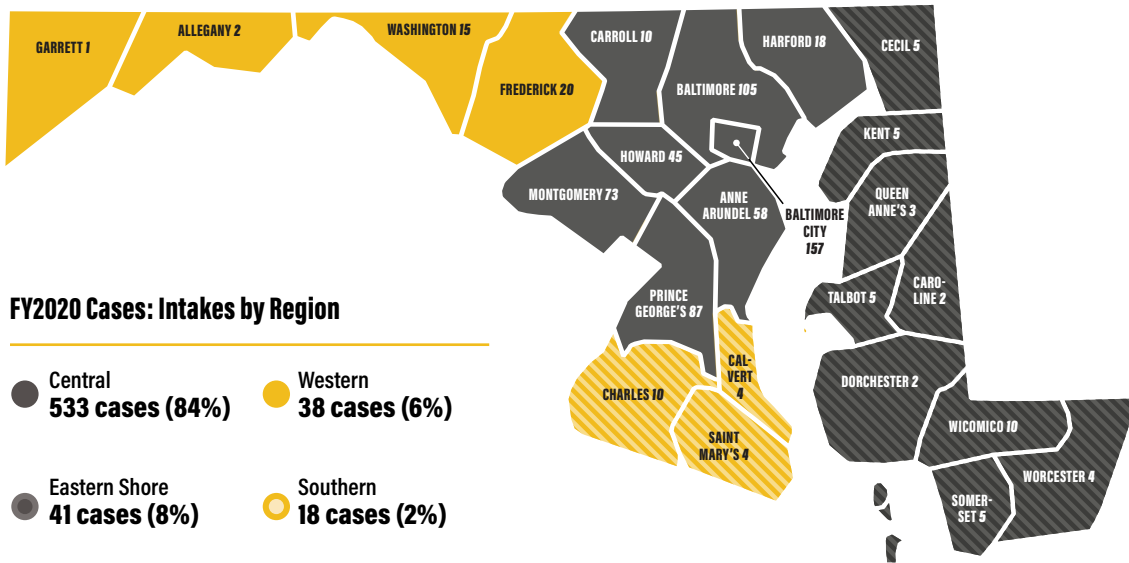 GARRETT 1
ALLEGANY 2
WASHINGTON 15
FREDERICK 20
CARROLL 10
BALTIMORE 105
HARFORD 18
CECIL 5
KENT 5
HOWARD 45
MONTGOMERY 73
ANNE
ARUNDEL 58
BALTIMORE
CITY
157
QUEEN
ANNE'S 3
CARO-
LINE 2
TALBOT 5
PRINCE
GEORGE'S 87
CAL-
VERT
4
CHARLES 10
SAINT
MARY'S 4
DORCHESTER 2
WICOMICO 10
WORCESTER 4
SOMER-
SET 5
FY2020 Cases: Intakes by Region
Central
533 cases (84%)
Western
38 cases (6%)
Eastern Shore
41 cases (8%)
Southern
18 cases (2%)